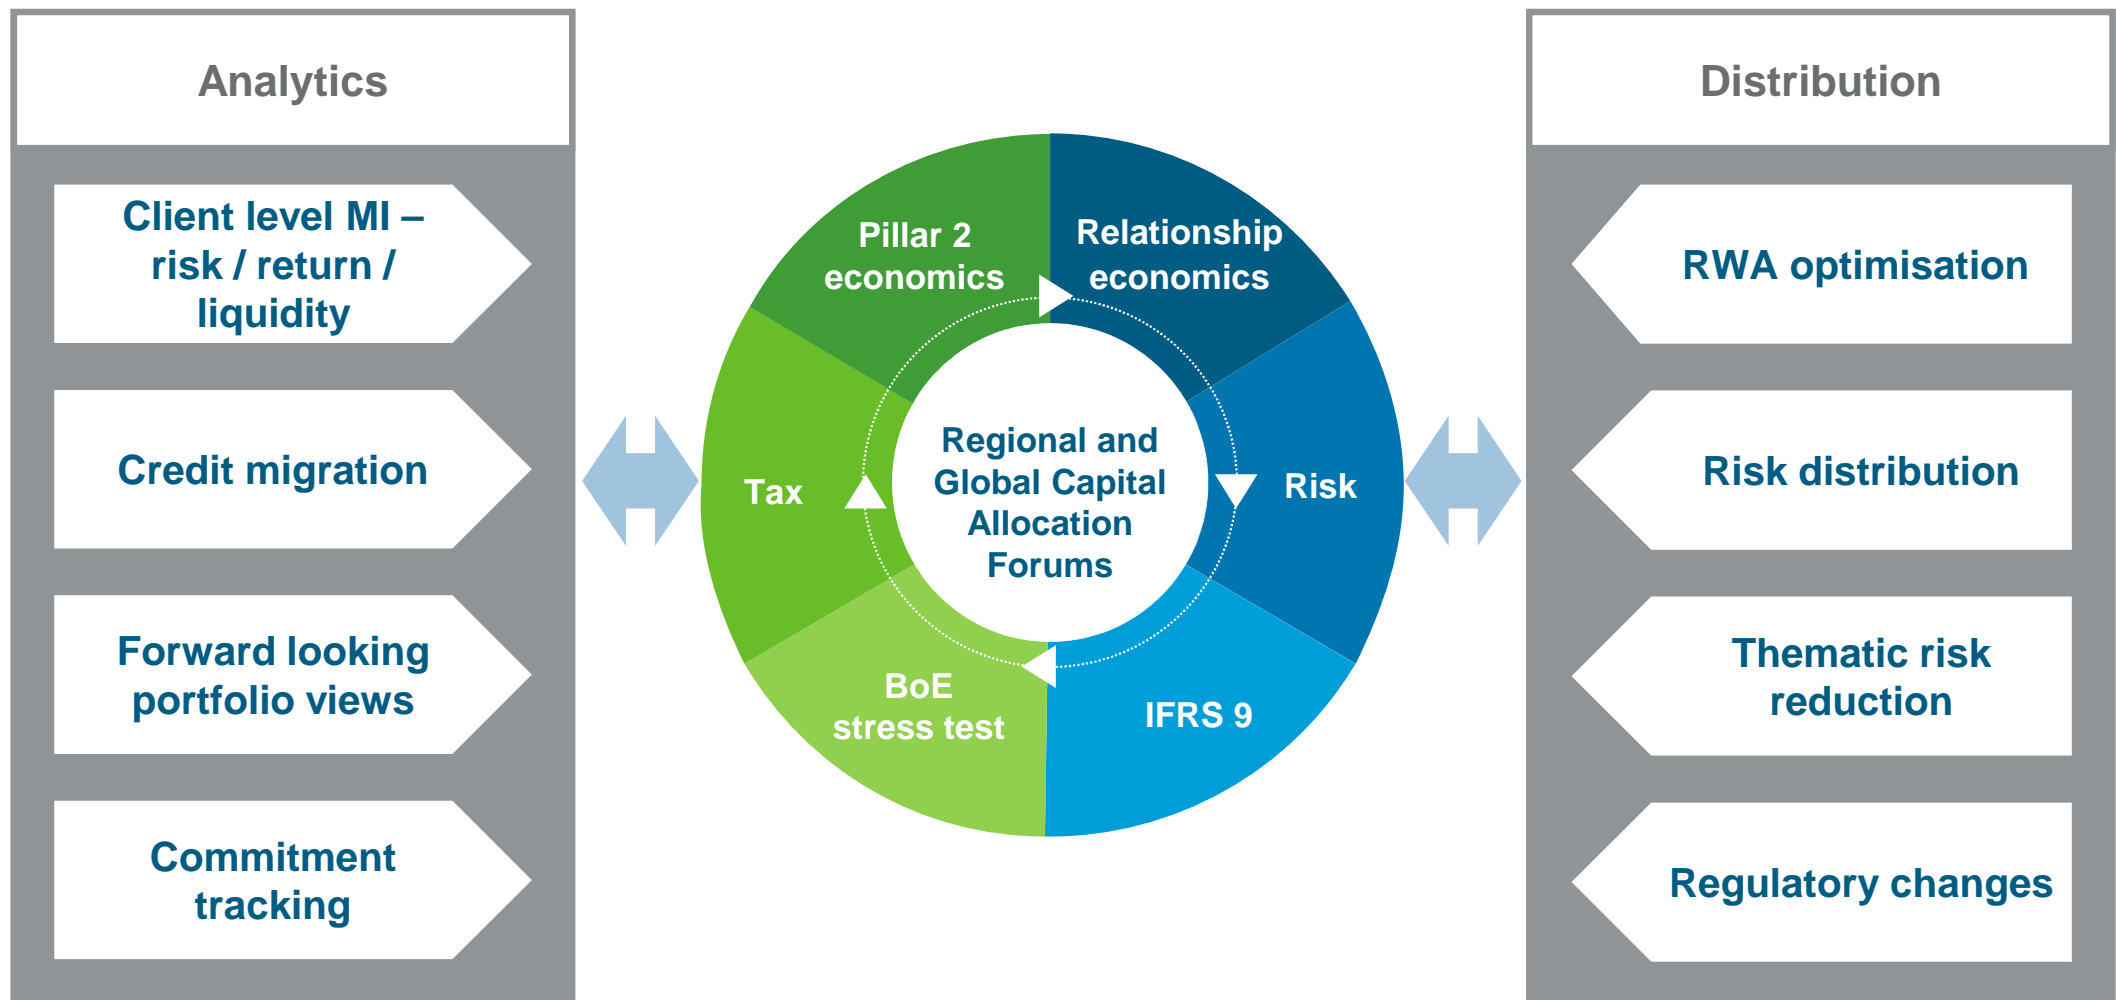 Analytics
Client level MI –
risk / return /
liquidity
Credit migration
Forward looking
portfolio views
Commitment
tracking
Pillar 2
economics
Relationship
economics
Tax
Risk
BoE
stress test
IFRS 9
Regional and
Global Capital
Allocation
Forums
Distribution
RWA optimisation
Risk distribution
Thematic risk
reduction
Regulatory changes